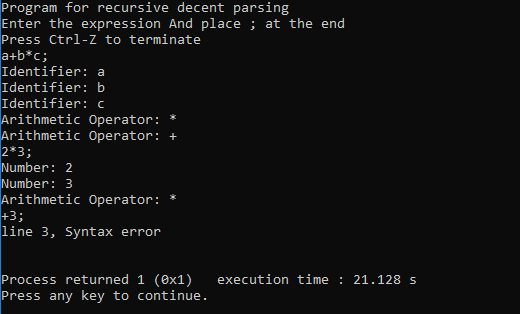 Program for recursive decent parsing
Enter the expression And place ; at the end
Press Ctrl-Z to terminate
a+b*c;
Identifier: a
Identifier: b
Identifier: c
Arithmetic Operator: *
Arithmetic Operator: +
2*3;
Number: 2
Number: 3
Arithmetic Operator: *
+3;
line 3, Syntax error
Process returned 1 (0x1)   execution time : 21.128 s
Press any key to continue.